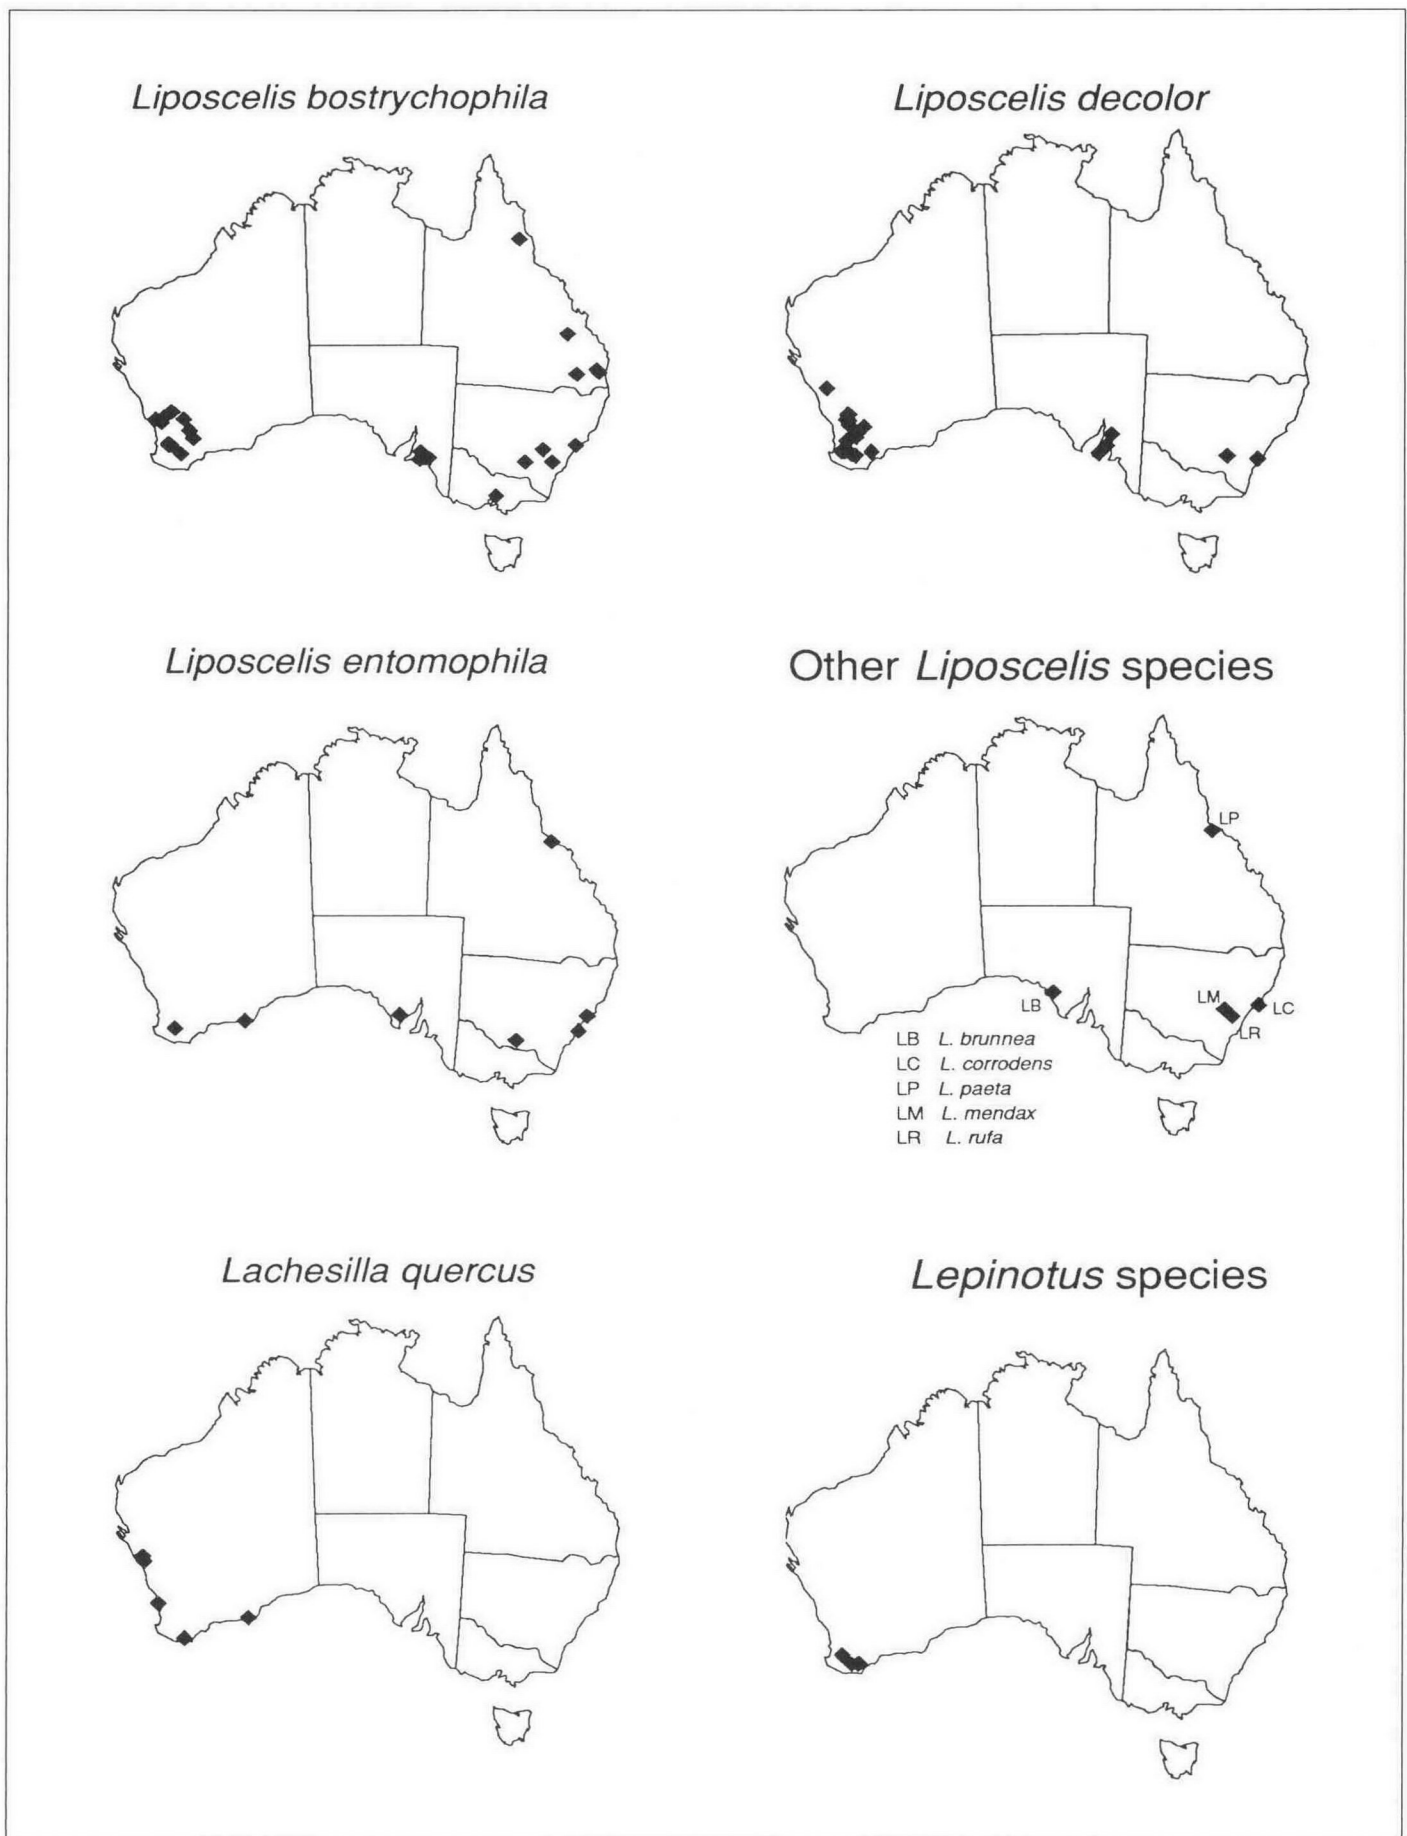 Liposcelis bostrychophila
Liposcelis decolor
Liposcelis entomophila
Other Liposcelis species
LP
LB
LM
LC
LR
LB L. brunnea
LC L. corrodens
LP L. paeta
LM L. mendax
LR L. rufa
Lachesilla quercus
Lepinotus species